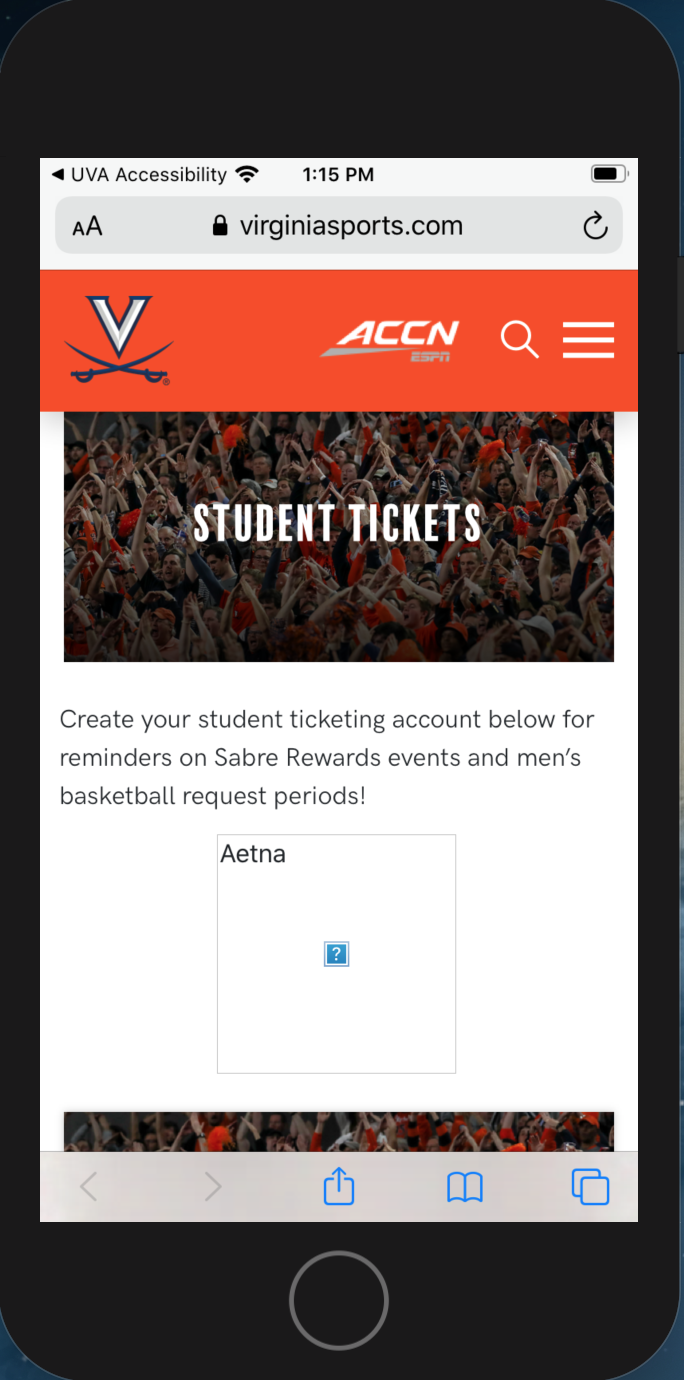 UVA Accessibility
1:15 PM
AA
virginiasports.com
V
ACCN
ESPN
STUDENT TICKETS
Create your student ticketing account below for
reminders on Sabre Rewards events and men’s
basketball request periods!
Aetna
?